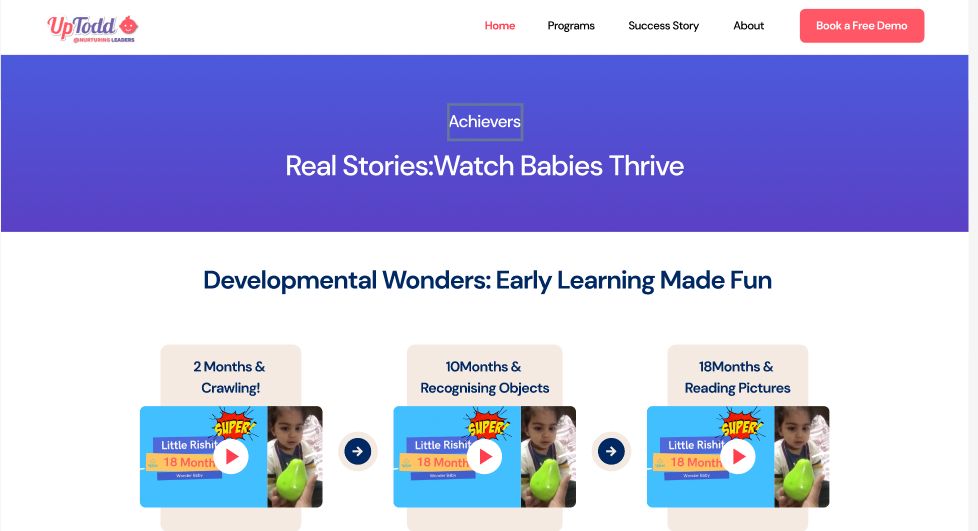 UpTodd
@NURTURING LEADERS
Home
Programs
Success Story
About
Book a Free Demo
Achievers
Real Stories:Watch Babies Thrive
Developmental Wonders: Early Learning Made Fun
2 Months &
Crawling!
10Months &
Recognising Objects
18Months &
Reading Pictures
SUPER!
Little Rishit
18 Month
Wonder Baby
SUPER!
Little Rishit
18 Month
Wonder Baby
SUPER!
Little Rishit
18 Month
Wonder Baby